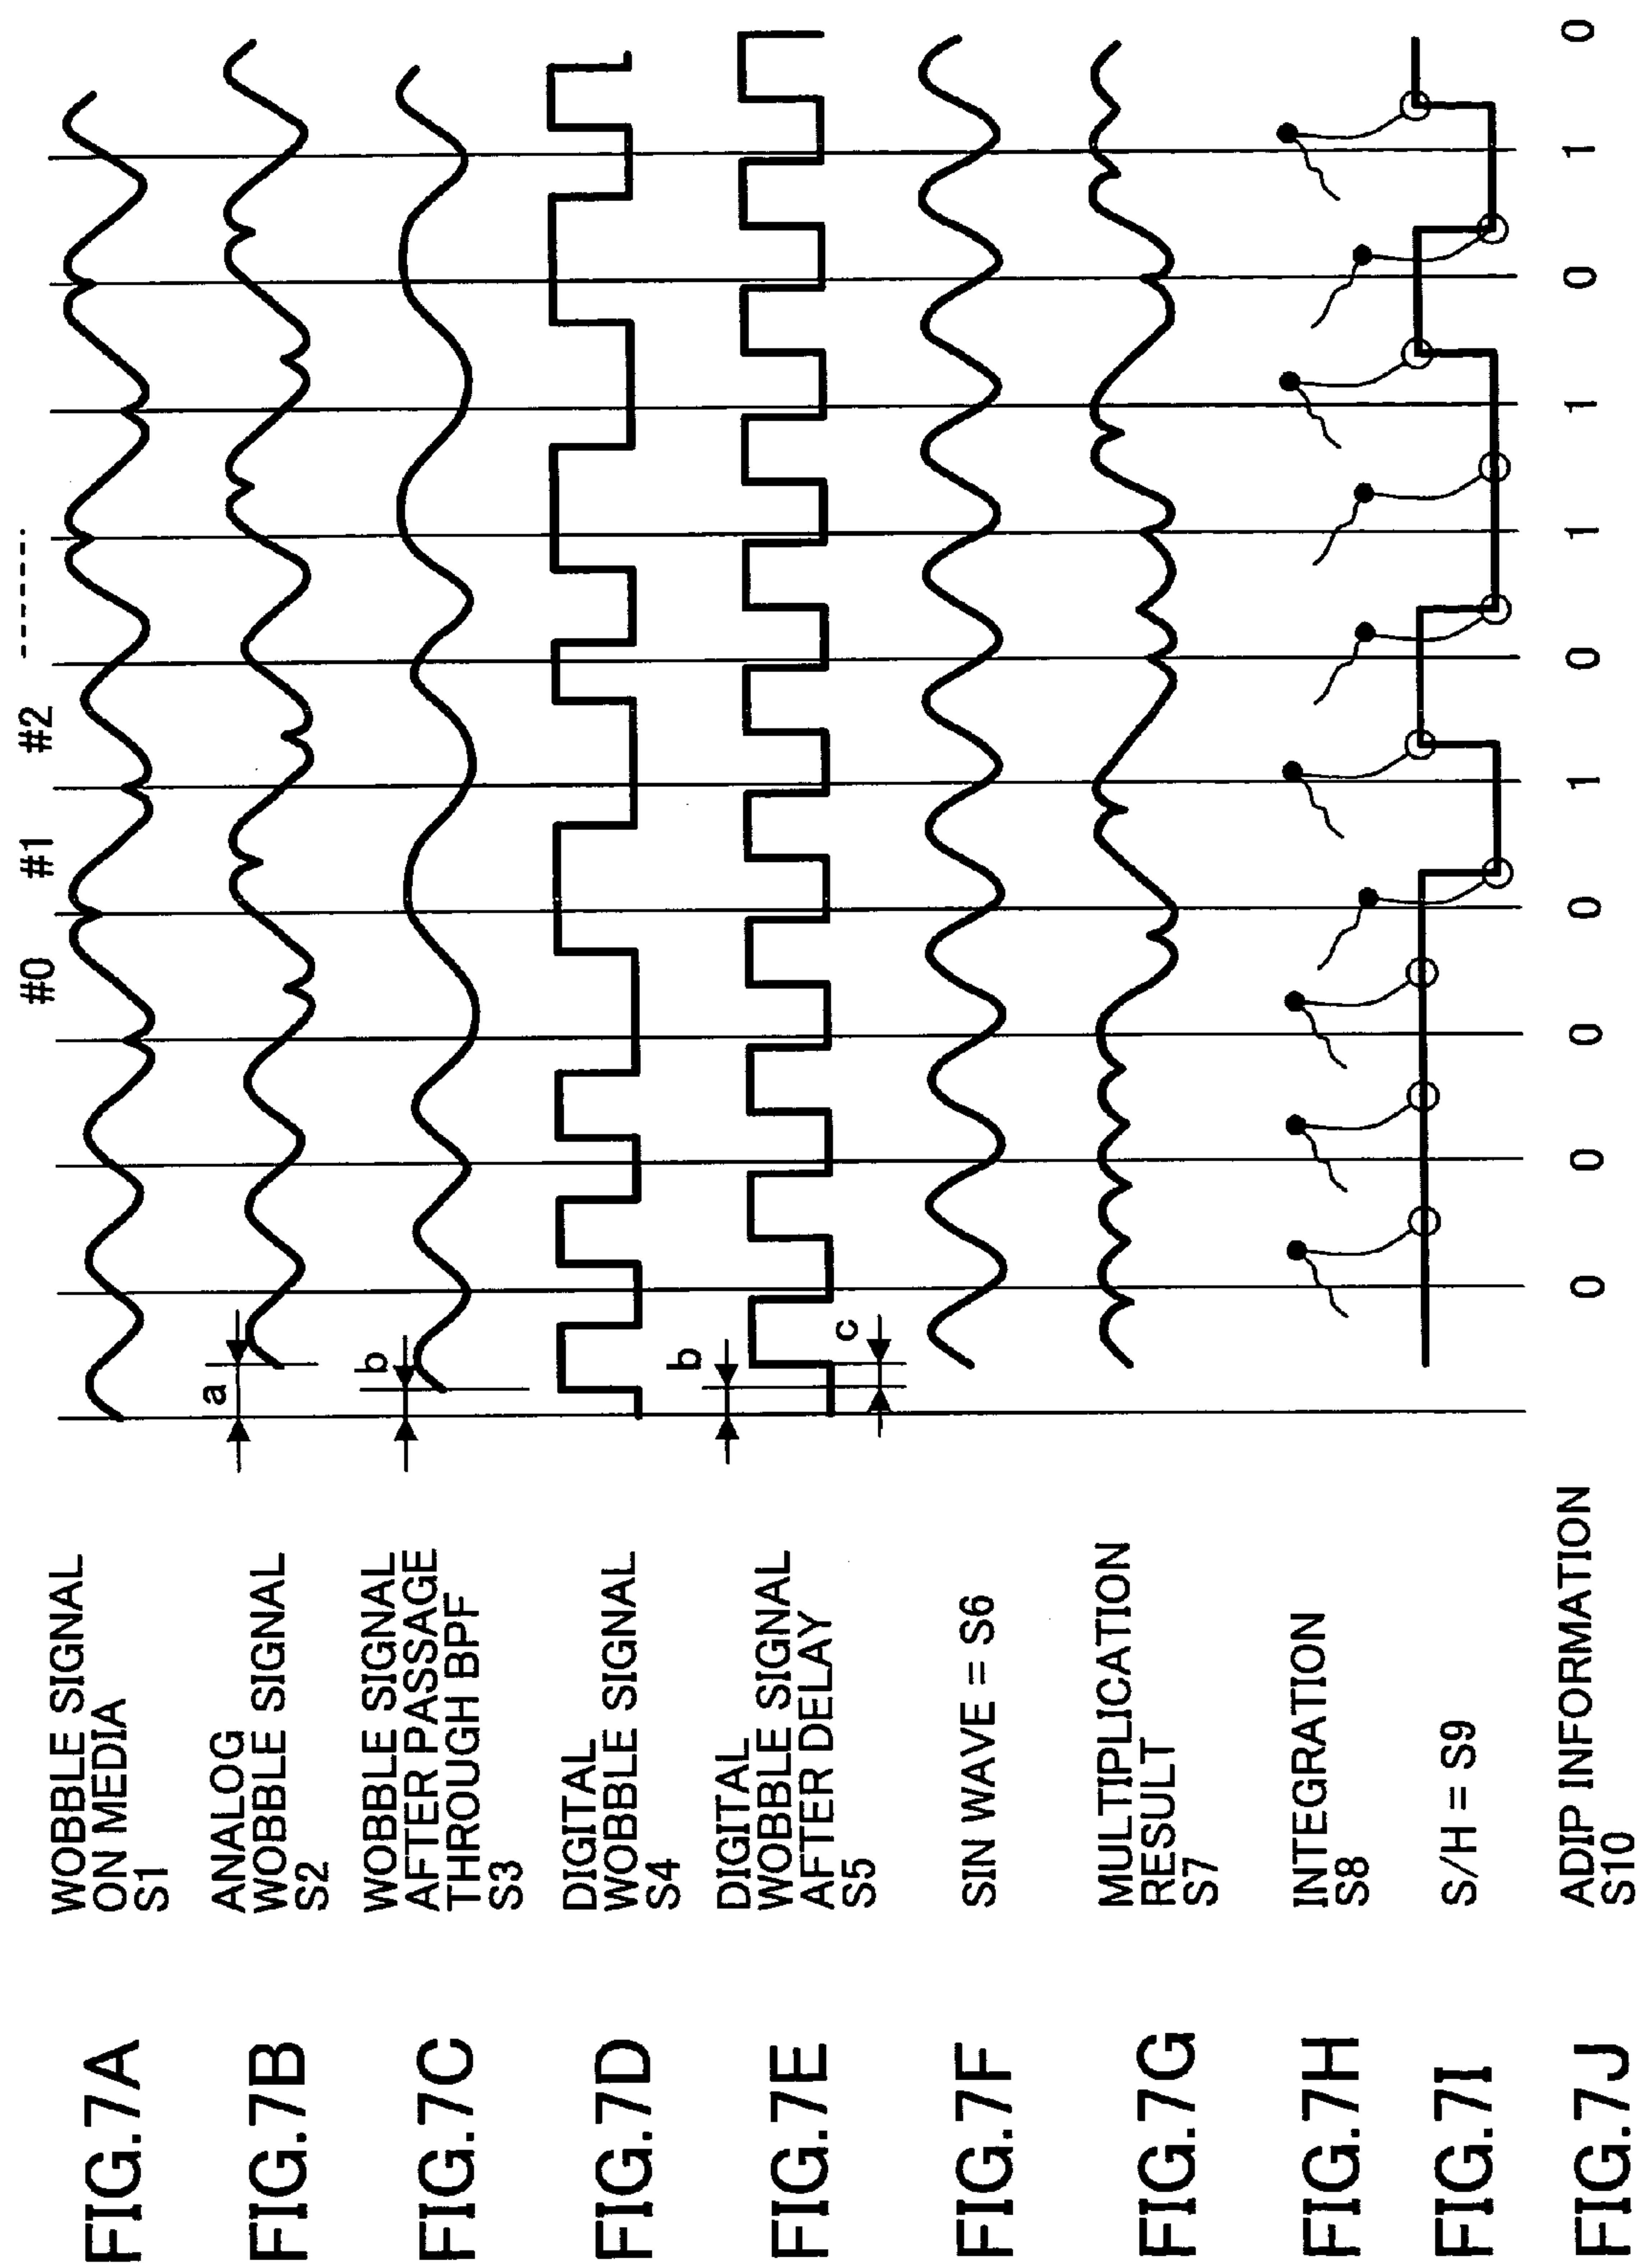 #0 #1 #2 -------
FIG.7A
WOBBLE SIGNAL
ON MEDIA
S1
FIG.7B
ANALOG
WOBBLE SIGNAL
S2
a
FIG.7C
WOBBLE SIGNAL
AFTER PASSAGE
THROUGH BPF
S3
b
FIG.7D
DIGITAL
WOBBLE SIGNAL
S4
FIG.7E
DIGITAL
WOBBLE SIGNAL
AFTER DELAY
S5
b
c
FIG.7F
SIN WAVE = S6
FIG.7G
MULTIPLICATION
RESULT
S7
FIG.7H
INTEGRATION
S8
FIG.7I
S/H = S9
FIG.7J
ADIP INFORMATION
S10
0 0 0 0 1 0 1 1 0 1 0